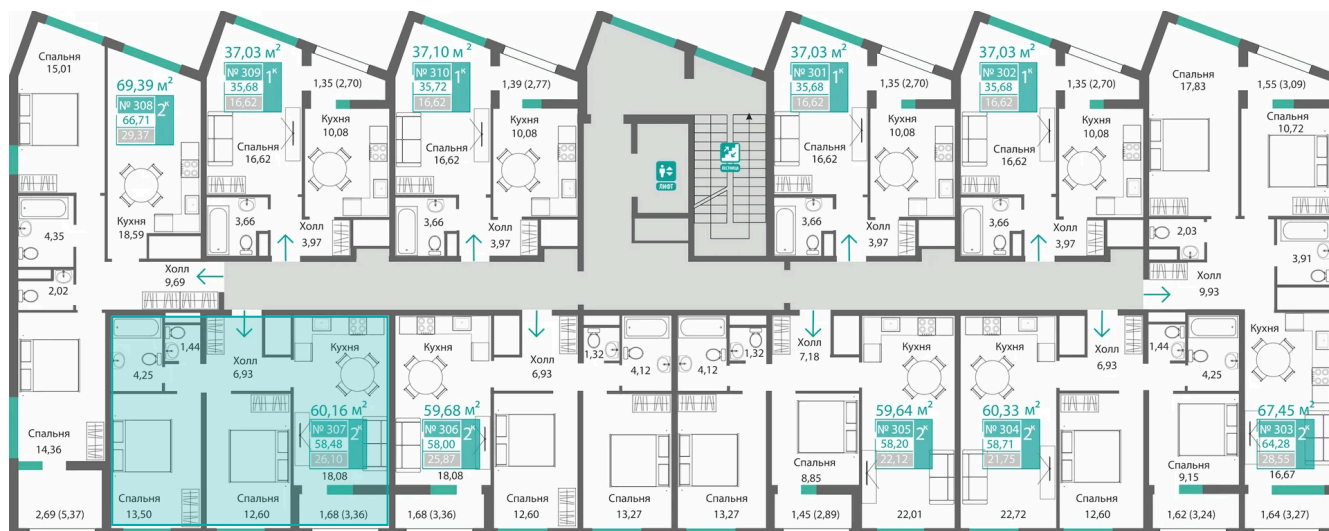 Спальня
15,01
69,39 м²
№ 308
2к
66,71
29,37
Кухня
18,59
4,35
2,02
Холл
9,69
Спальня
14,36
2,69 (5,37)
37,03 м²
№ 309
1к
35,68
16,62
1,35 (2,70)
Кухня
10,08
Спальня
16,62
3,66
Холл
3,97
37,10 м²
№ 310
1к
35,72
16,62
1,39 (2,77)
Кухня
10,08
Спальня
16,62
3,66
Холл
3,97
ЛИФТ
37,03 м²
№ 301
1к
35,68
16,62
1,35 (2,70)
Кухня
10,08
Спальня
16,62
3,66
Холл
3,97
37,03 м²
№ 302
1к
35,68
16,62
1,35 (2,70)
Кухня
10,08
Спальня
16,62
3,66
Холл
3,97
Спальня
17,83
1,55 (3,09)
Спальня
10,72
2,03
3,91
Холл
9,93
1,44
4,25
Холл
6,93
Кухня
60,16 м²
№ 307
2к
58,48
26,10
18,08
Спальня
13,50
Спальня
12,60
1,68 (3,36)
Кухня
59,68 м²
№ 306
2к
58,00
25,87
18,08
1,68 (3,36)
Холл
6,93
1,32
4,12
Спальня
12,60
Спальня
13,27
4,12
1,32
Холл
7,18
Кухня
Спальня
13,27
Спальня
8,85
1,45 (2,89)
59,64 м²
№ 305
2к
58,20
22,12
22,01
Кухня
60,33 м²
№ 304
2к
58,71
21,75
22,72
Холл
6,93
1,44
4,25
Спальня
12,60
Спальня
9,15
1,62 (3,24)
Кухня
67,45 м²
№ 303
2к
64,28
28,55
16,67
1,64 (3,27)